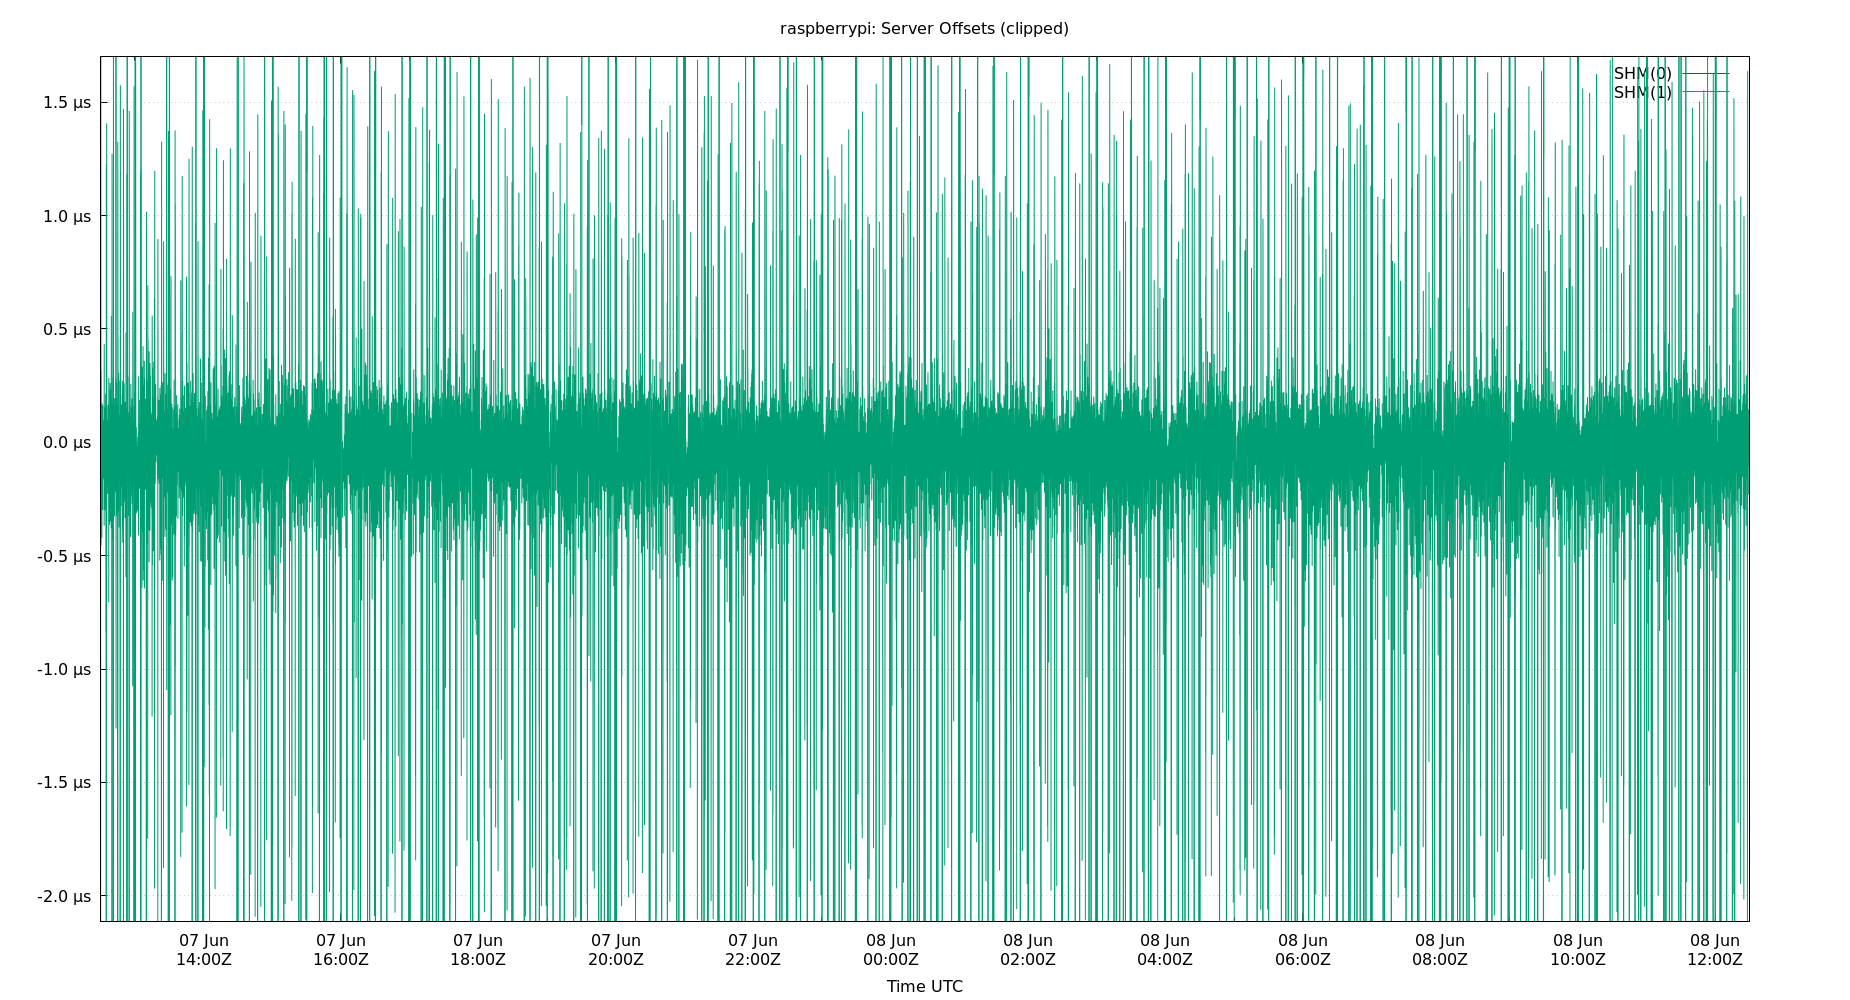 raspberrypi: Server Offsets (clipped)
SHM(0)
SHM(1)
1.5 µs
1.0 µs
0.5 µs
0.0 µs
-0.5 µs
-1.0 µs
-1.5 µs
-2.0 µs
07 Jun 07 Jun 07 Jun 07 Jun 07 Jun 08 Jun 08 Jun 08 Jun 08 Jun 08 Jun 08 Jun 08 Jun
14:00Z 16:00Z 18:00Z 20:00Z 22:00Z 00:00Z 02:00Z 04:00Z 06:00Z 08:00Z 10:00Z 12:00Z
Time UTC